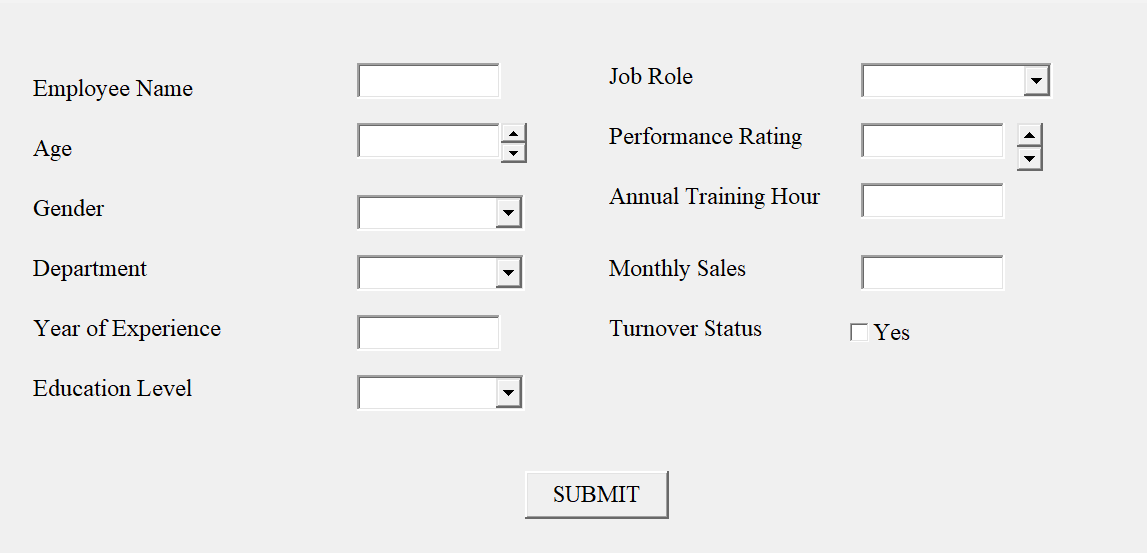 Employee Name
Age
Gender
Department
Year of Experience
Education Level
Job Role
Performance Rating
Annual Training Hour
Monthly Sales
Turnover Status
Yes
SUBMIT